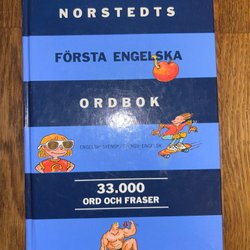 NORSTEDTS
FÖRSTA ENGELSKA
ORDBOK
ENGELSK-SVENSK/SVENSK-ENGELSK
33.000
ORD OCH FRASER